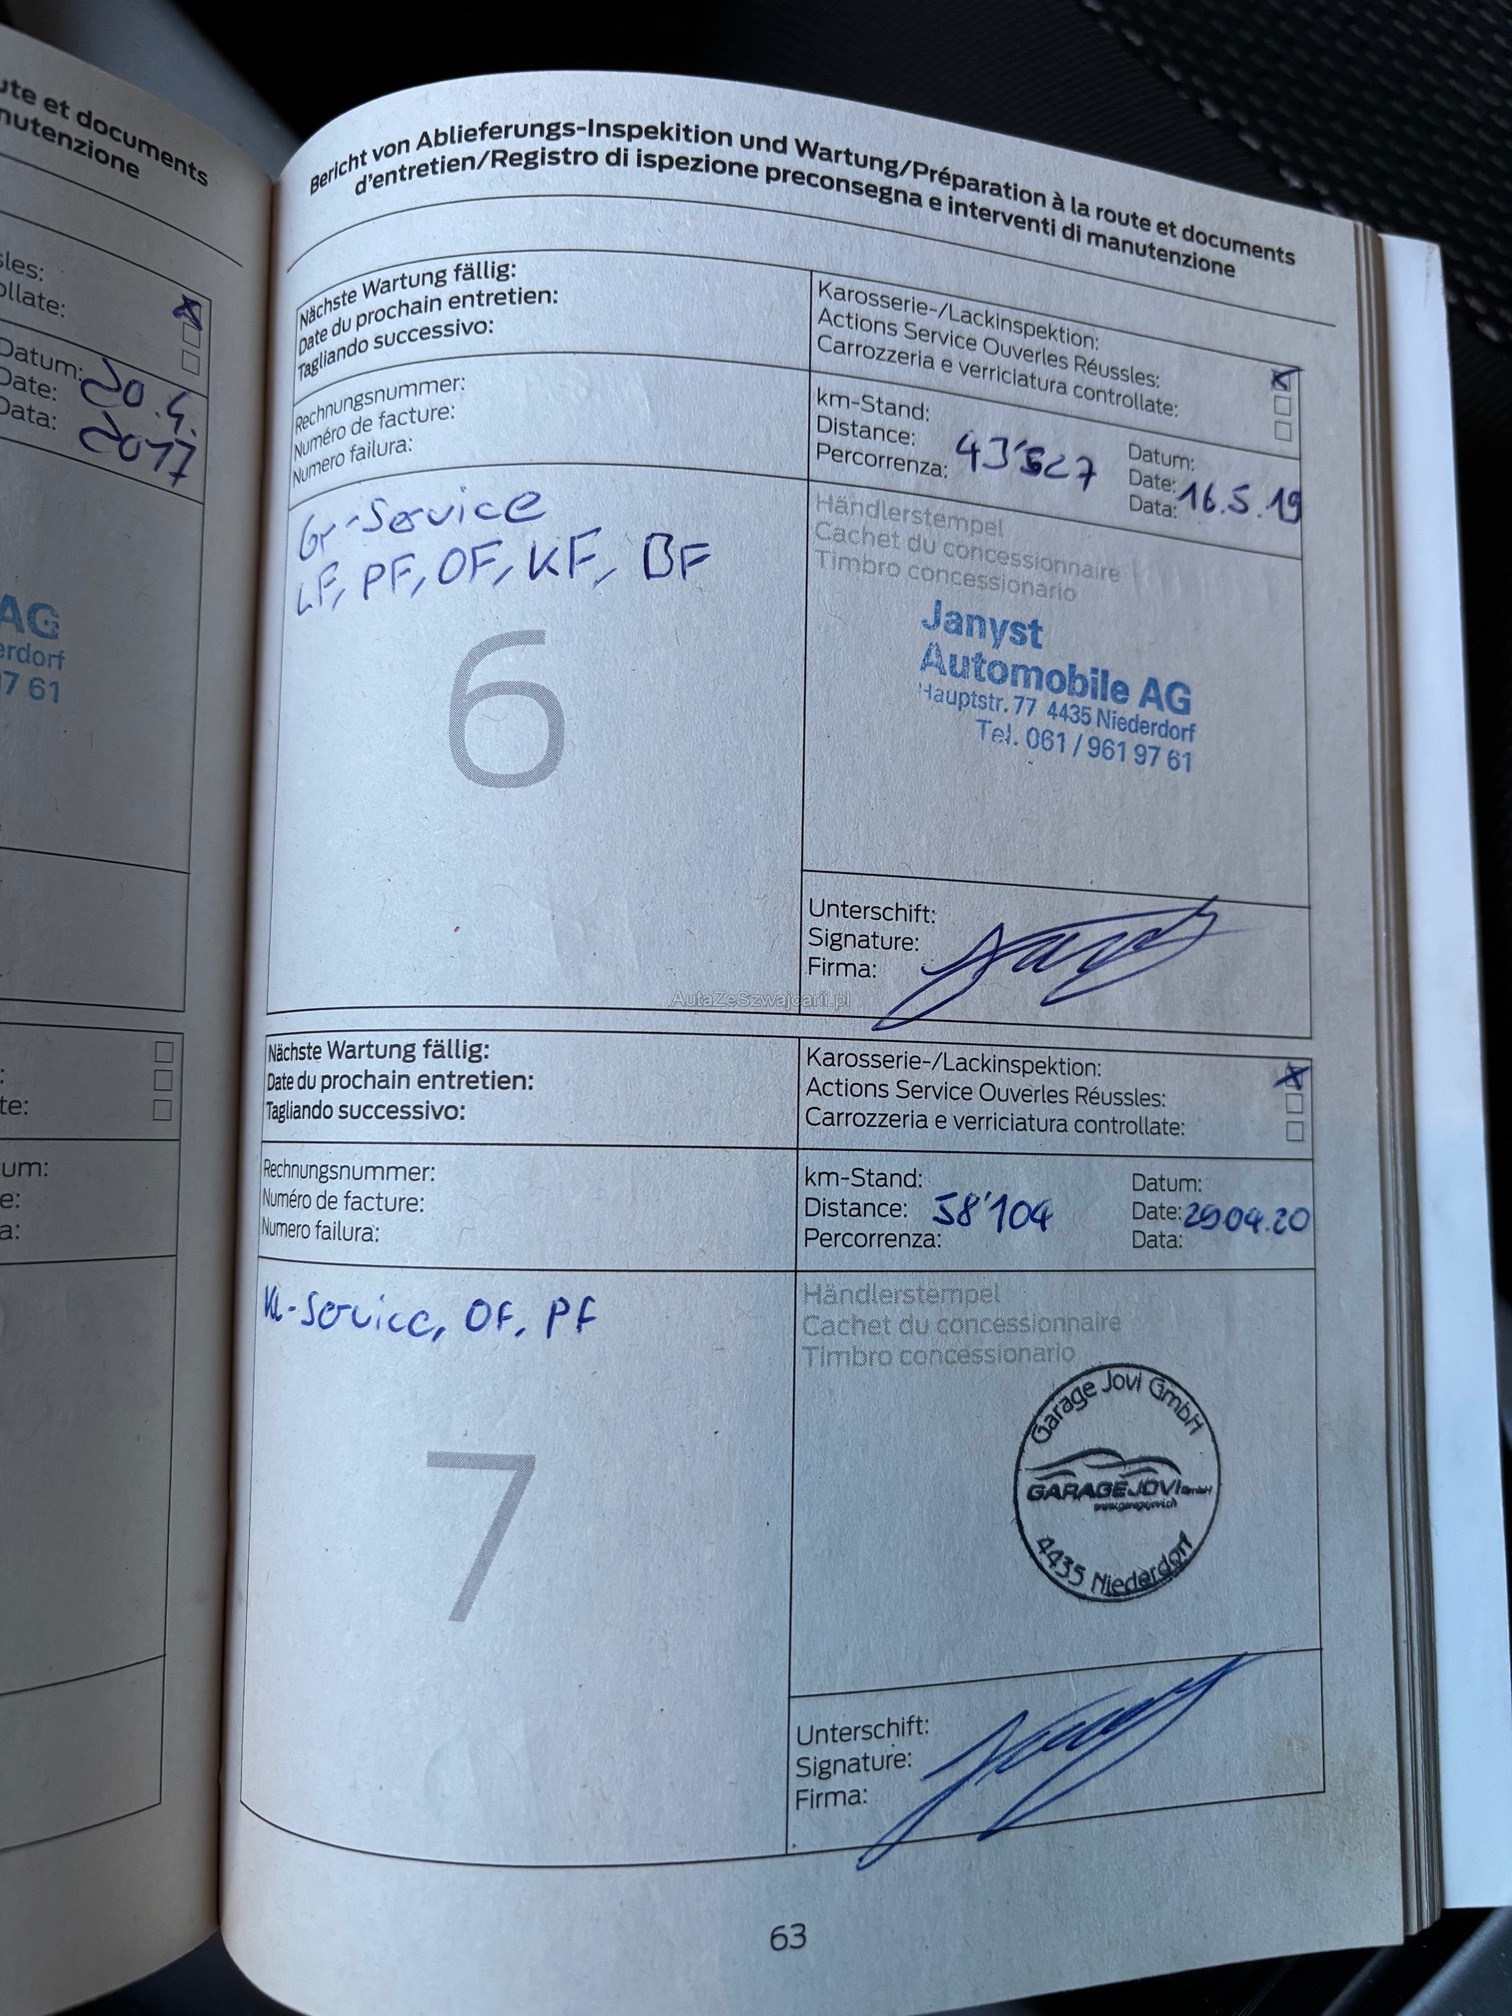 ute et documents
nutenzione
sles:
ollate:
Datum: 20.4.
Date: 2017
Data:
AG
erdorf
7 61
:
te:
um:
e:
a:
Bericht von Ablieferungs-Inspekition und Wartung/Préparation à la route et documents
d'entretien/Registro di ispezione preconsegna e interventi di manutenzione
Nächste Wartung fällig:
Date du prochain entretien:
Tagliando successivo:
Karosserie-/Lackinspektion:
Actions Service Ouverles Réussles:
Carrozzeria e verriciatura controllate:
Rechnungsnummer:
Numéro de facture:
Numero failura:
km-Stand:
Distance:
Percorrenza:
Datum:
Date: 16.5.19
Data:
Gr-Service
LF, PF, OF, KF, BF
6
Händlerstempel
Cachet du concessionnaire
Timbro concessionario
Janyst
Automobile AG
Hauptstr. 77 4435 Niederdorf
Tel. 061 / 961 97 61
Unterschift:
Signature:
Firma:
AutaZeSzwajcarii.pl
Nächste Wartung fällig:
Date du prochain entretien:
Tagliando successivo:
Karosserie-/Lackinspektion:
Actions Service Ouverles Réussles:
Carrozzeria e verriciatura controllate:
Rechnungsnummer:
Numéro de facture:
Numero failura:
km-Stand:
Distance: 58'104
Percorrenza:
Datum:
Date: 29.04.20
Data:
Kl-Service, OF, PF
7
Händlerstempel
Cachet du concessionnaire
Timbro concessionario
Garage Jovi GmbH
GARAGEJOVI GmbH
www.garagejovi.ch
4435 Niederdorf
Unterschift:
Signature:
Firma:
63